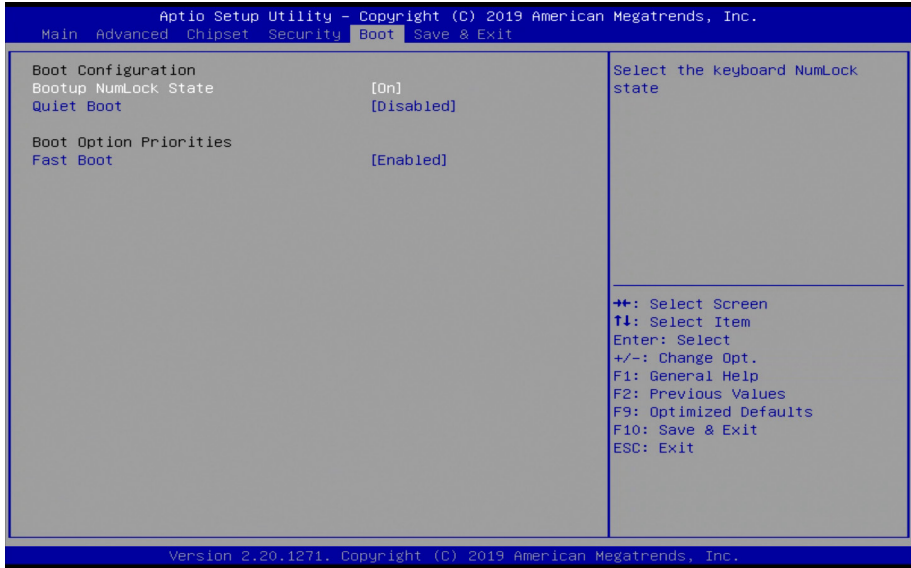 Aptio Setup Utility – Copyright (C) 2019 American Megatrends, Inc.
Main Advanced Chipset Security Boot Save & Exit
Boot Configuration
Bootup NumLock State [On]
Quiet Boot [Disabled]
Boot Option Priorities
Fast Boot [Enabled]
Select the keyboard NumLock
state
→←: Select Screen
↑↓: Select Item
Enter: Select
+/-: Change Opt.
F1: General Help
F2: Previous Values
F9: Optimized Defaults
F10: Save & Exit
ESC: Exit
Version 2.20.1271. Copyright (C) 2019 American Megatrends, Inc.